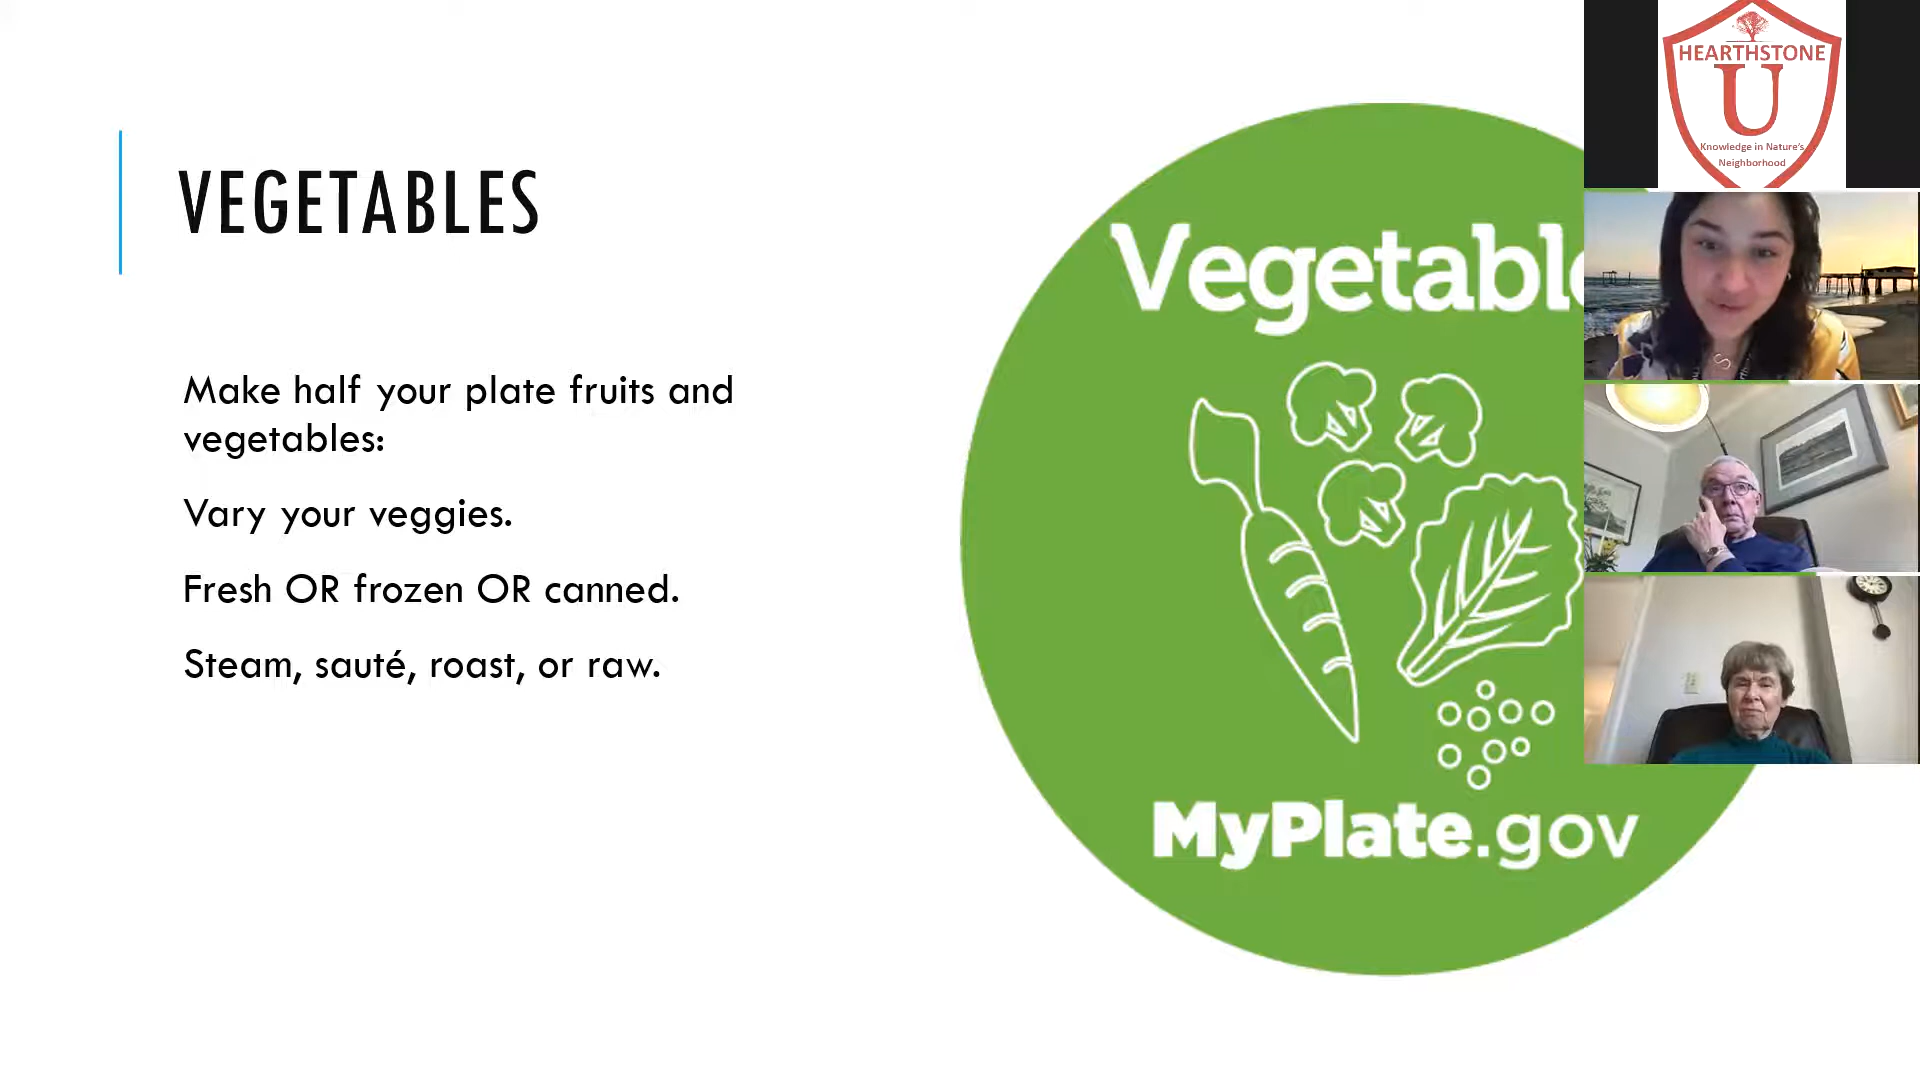 VEGETABLES
Make half your plate fruits and
vegetables:
Vary your veggies.
Fresh OR frozen OR canned.
Steam, sauté, roast, or raw.
Vegetable
MyPlate.gov
HEARTHSTONE
U
Knowledge in Nature's
Neighborhood
S